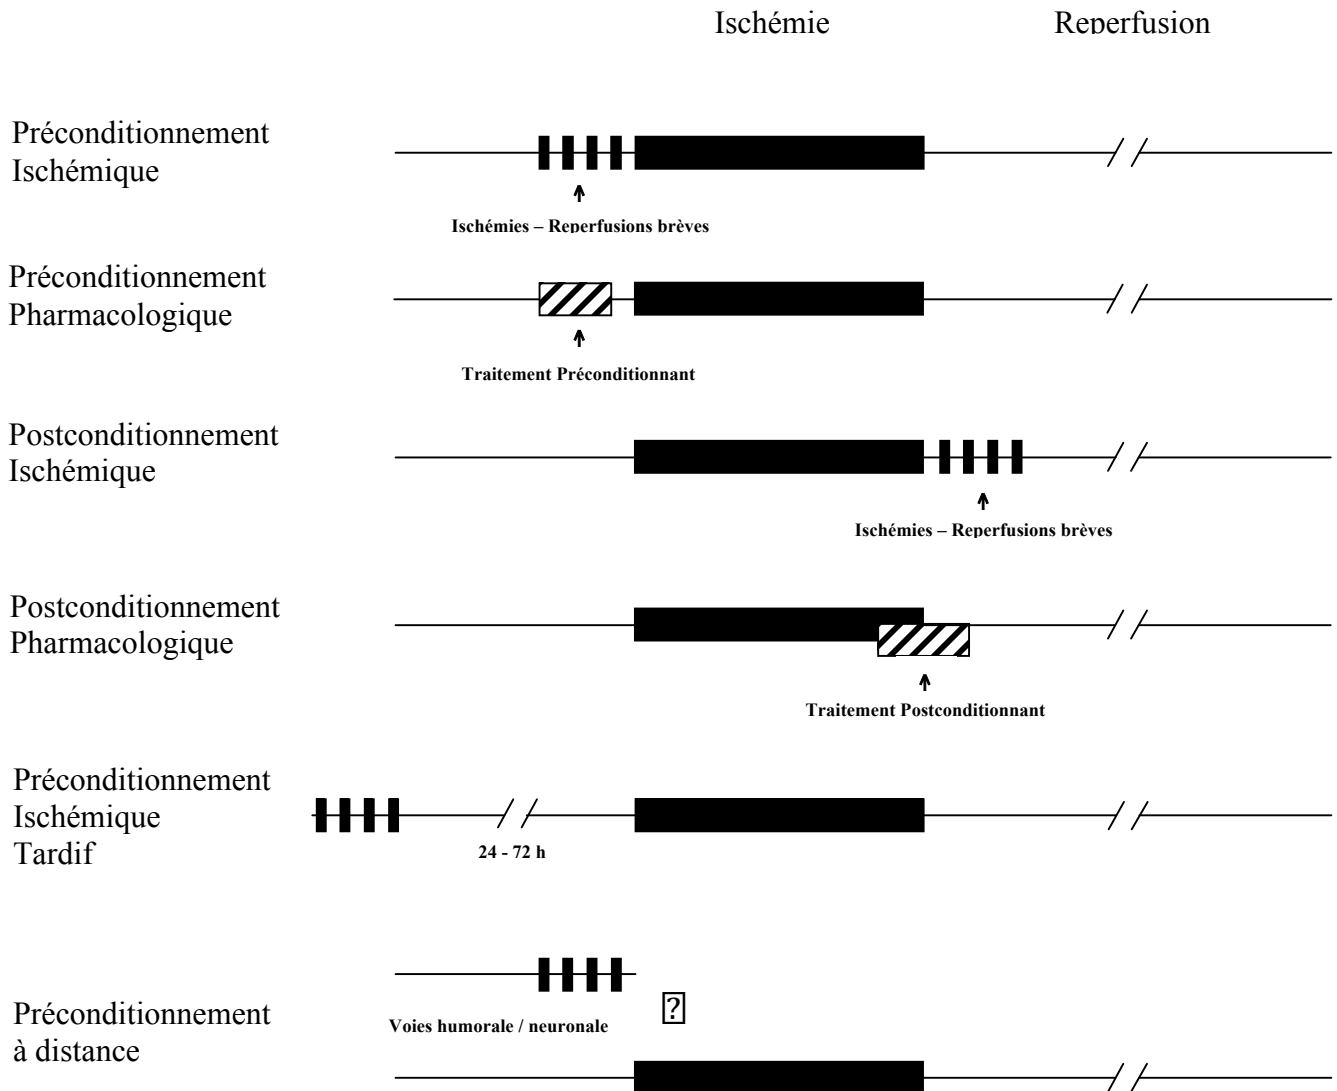 Ischémie Reperfusion
Préconditionnement
Ischémique
Ischémies – Reperfusions brèves
Préconditionnement
Pharmacologique
Traitement Préconditionnant
Postconditionnement
Ischémique
Ischémies – Reperfusions brèves
Postconditionnement
Pharmacologique
Traitement Postconditionnant
Préconditionnement
Ischémique
Tardif
24 - 72 h
Préconditionnement
à distance
Voies humorale / neuronale
?